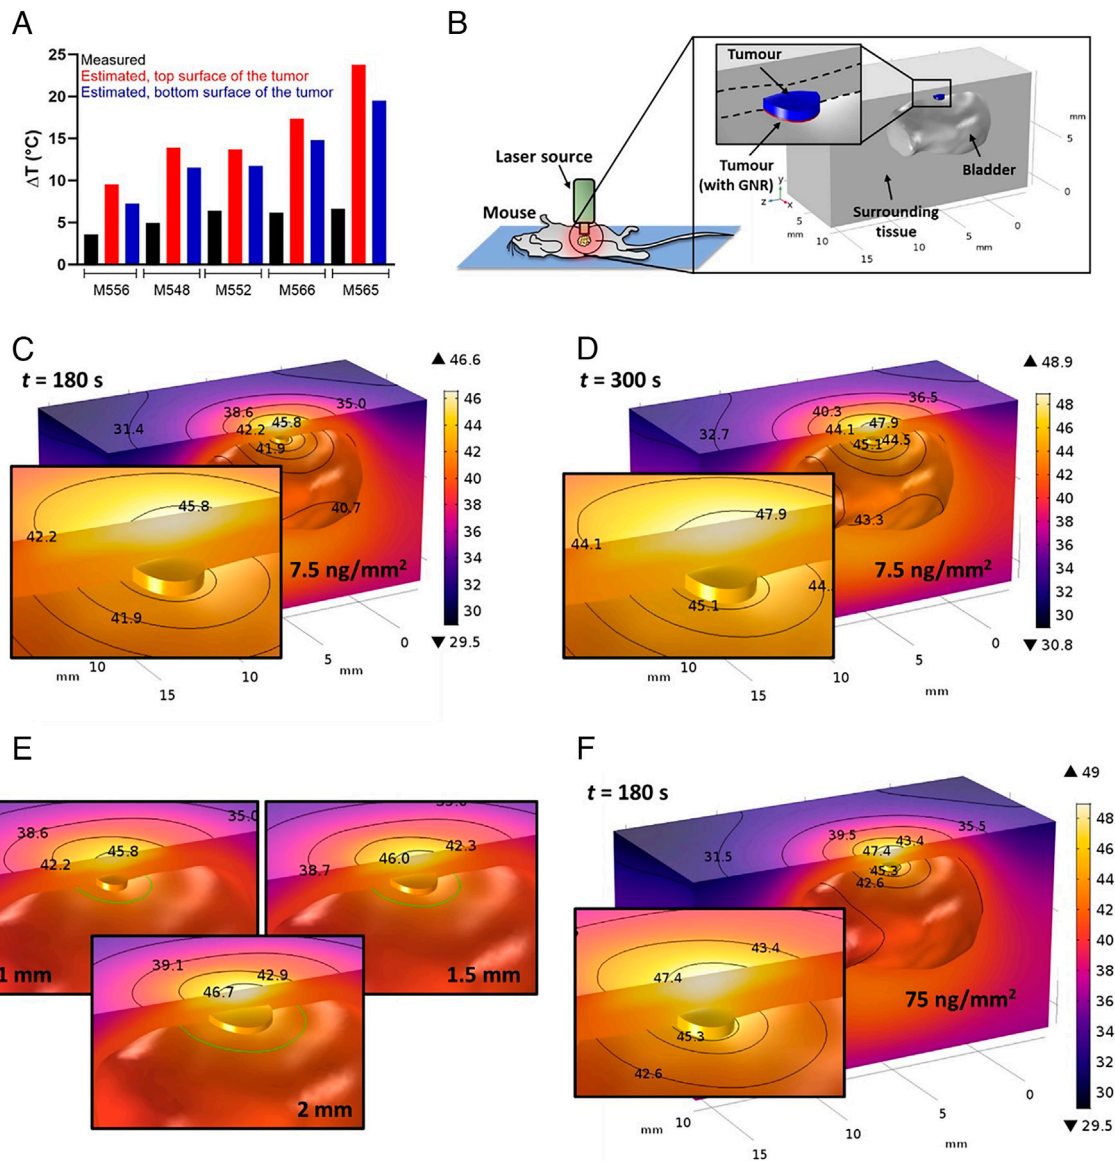 A
25
20
15
10
5
0
ΔT (°C)
Measured
Estimated, top surface of the tumor
Estimated, bottom surface of the tumor
M556
M548
M552
M566
M565
B
Tumour
Tumour
(with GNR)
Laser source
Mouse
Bladder
Surrounding
tissue
y
z
x
mm
5
0
5
mm
10
15
10
5
mm
0
C
t = 180 s
▲ 46.6
46
44
42
40
38
36
34
32
30
▼ 29.5
31.4
38.6
35.0
45.8
42.2
41.9
40.7
45.8
42.2
41.9
7.5 ng/mm²
0
5
mm
10
10
mm
15
D
t = 300 s
▲ 48.9
48
46
44
42
40
38
36
34
32
30
▼ 30.8
32.7
40.3
36.5
47.9
44.1
44.5
45.1
43.3
47.9
44.1
44.
45.1
7.5 ng/mm²
0
5
mm
10
10
mm
15
E
35.0
38.6
45.8
42.2
1 mm
42.3
46.0
38.7
1.5 mm
39.1
42.9
46.7
2 mm
F
t = 180 s
▲ 49
48
46
44
42
40
38
36
34
32
30
▼ 29.5
31.5
39.5
43.4
35.5
47.4
45.3
42.6
43.4
47.4
45.3
42.6
75 ng/mm²
0
5
mm
10
10
mm
15